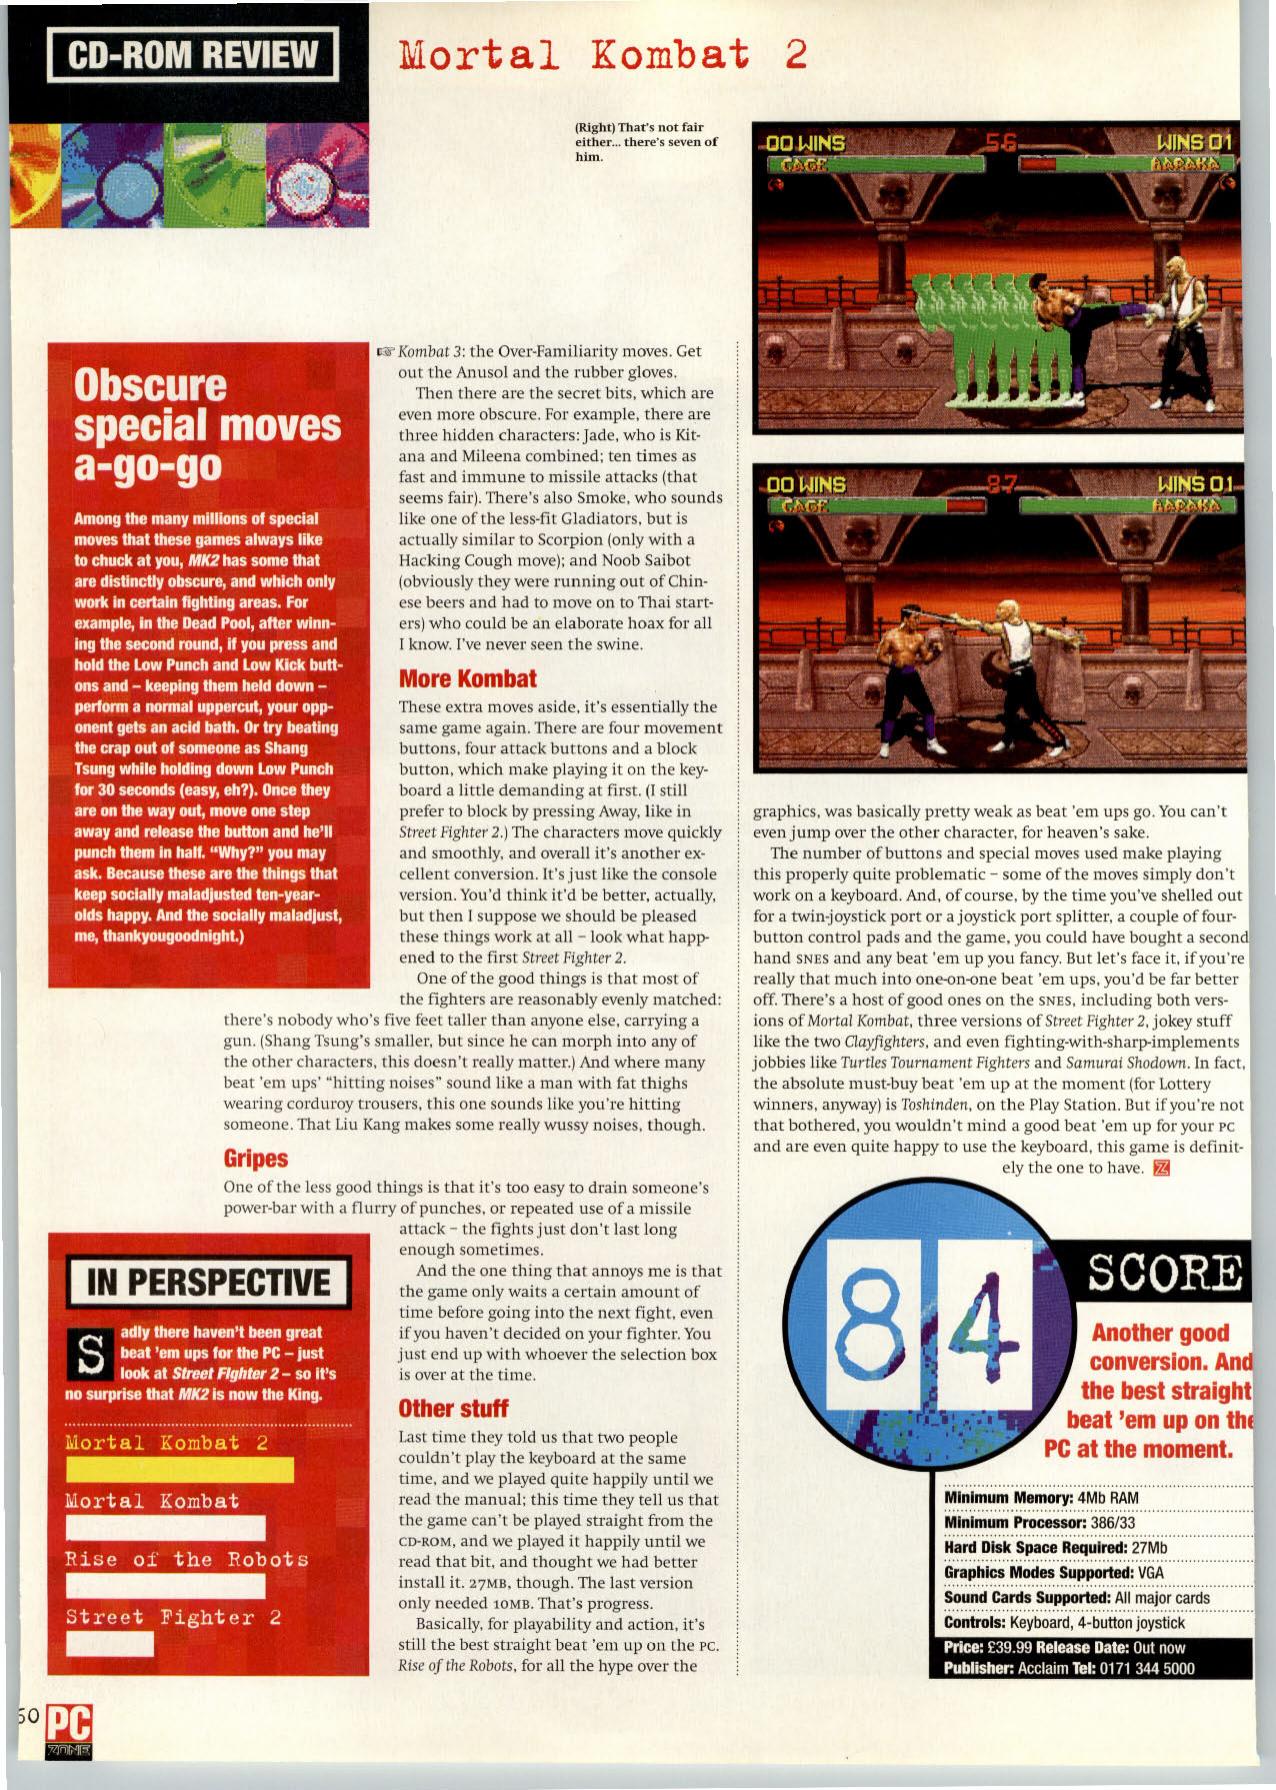 CD-ROM REVIEW
Mortal Kombat 2
(Right) That's not fair
either... there's seven of
him.
00 WINS
56
WINS 01
CAGE
BARAKA
00 WINS
87
WINS 01
CAGE
BARAKA
Obscure
special moves
a-go-go
Among the many millions of special
moves that these games always like
to chuck at you, MK2 has some that
are distinctly obscure, and which only
work in certain fighting areas. For
example, in the Dead Pool, after winn-
ing the second round, if you press and
hold the Low Punch and Low Kick butt-
ons and – keeping them held down –
perform a normal uppercut, your opp-
onent gets an acid bath. Or try beating
the crap out of someone as Shang
Tsung while holding down Low Punch
for 30 seconds (easy, eh?). Once they
are on the way out, move one step
away and release the button and he'll
punch them in half. "Why?" you may
ask. Because these are the things that
keep socially maladjusted ten-year-
olds happy. And the socially maladjust,
me, thankyougoodnight.)
☞ Kombat 3: the Over-Familiarity moves. Get
out the Anusol and the rubber gloves.
Then there are the secret bits, which are
even more obscure. For example, there are
three hidden characters: Jade, who is Kit-
ana and Mileena combined; ten times as
fast and immune to missile attacks (that
seems fair). There's also Smoke, who sounds
like one of the less-fit Gladiators, but is
actually similar to Scorpion (only with a
Hacking Cough move); and Noob Saibot
(obviously they were running out of Chin-
ese beers and had to move on to Thai start-
ers) who could be an elaborate hoax for all
I know. I've never seen the swine.
More Kombat
These extra moves aside, it's essentially the
same game again. There are four movement
buttons, four attack buttons and a block
button, which make playing it on the key-
board a little demanding at first. (I still
prefer to block by pressing Away, like in
Street Fighter 2.) The characters move quickly
and smoothly, and overall it's another ex-
cellent conversion. It's just like the console
version. You'd think it'd be better, actually,
but then I suppose we should be pleased
these things work at all – look what happ-
ened to the first Street Fighter 2.
One of the good things is that most of
the fighters are reasonably evenly matched:
there's nobody who's five feet taller than anyone else, carrying a
gun. (Shang Tsung's smaller, but since he can morph into any of
the other characters, this doesn't really matter.) And where many
beat 'em ups' "hitting noises" sound like a man with fat thighs
wearing corduroy trousers, this one sounds like you're hitting
someone. That Liu Kang makes some really wussy noises, though.
Gripes
One of the less good things is that it's too easy to drain someone's
power-bar with a flurry of punches, or repeated use of a missile
attack – the fights just don't last long
enough sometimes.
And the one thing that annoys me is that
the game only waits a certain amount of
time before going into the next fight, even
if you haven't decided on your fighter. You
just end up with whoever the selection box
is over at the time.
Other stuff
Last time they told us that two people
couldn't play the keyboard at the same
time, and we played quite happily until we
read the manual; this time they tell us that
the game can't be played straight from the
CD-ROM, and we played it happily until we
read that bit, and thought we had better
install it. 27MB, though. The last version
only needed 10MB. That's progress.
Basically, for playability and action, it's
still the best straight beat 'em up on the PC.
Rise of the Robots, for all the hype over the
graphics, was basically pretty weak as beat 'em ups go. You can't
even jump over the other character, for heaven's sake.
The number of buttons and special moves used make playing
this properly quite problematic – some of the moves simply don't
work on a keyboard. And, of course, by the time you've shelled out
for a twin-joystick port or a joystick port splitter, a couple of four-
button control pads and the game, you could have bought a second
hand SNES and any beat 'em up you fancy. But let's face it, if you're
really that much into one-on-one beat 'em ups, you'd be far better
off. There's a host of good ones on the SNES, including both vers-
ions of Mortal Kombat, three versions of Street Fighter 2, jokey stuff
like the two Clayfighters, and even fighting-with-sharp-implements
jobbies like Turtles Tournament Fighters and Samurai Shodown. In fact,
the absolute must-buy beat 'em up at the moment (for Lottery
winners, anyway) is Toshinden, on the Play Station. But if you're not
that bothered, you wouldn't mind a good beat 'em up for your PC
and are even quite happy to use the keyboard, this game is definit-
ely the one to have. Z
IN PERSPECTIVE
Sadly there haven't been great
beat 'em ups for the PC – just
look at Street Fighter 2 – so it's
no surprise that MK2 is now the King.
Mortal Kombat 2
Mortal Kombat
Rise of the Robots
Street Fighter 2
84
SCORE
Another good
conversion. And
the best straight
beat 'em up on the
PC at the moment.
Minimum Memory: 4Mb RAM
Minimum Processor: 386/33
Hard Disk Space Required: 27Mb
Graphics Modes Supported: VGA
Sound Cards Supported: All major cards
Controls: Keyboard, 4-button joystick
Price: £39.99 Release Date: Out now
Publisher: Acclaim Tel: 0171 344 5000
60
PC
ZONE